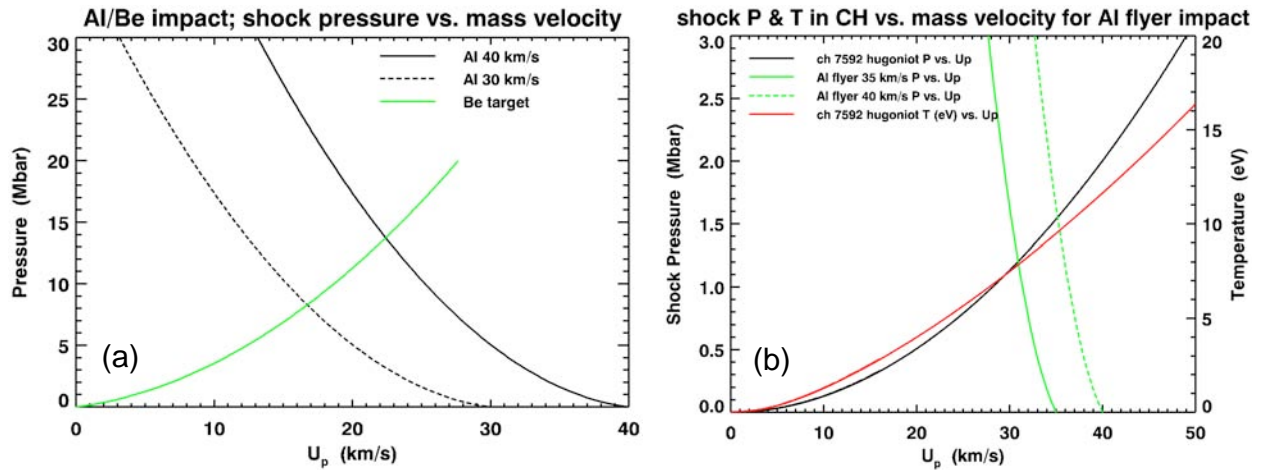 Al/Be impact; shock pressure vs. mass velocity
30
25
20
15
10
5
0
Pressure (Mbar)
Al 40 km/s
Al 30 km/s
Be target
(a)
0 10 20 30 40
U_p (km/s)
shock P & T in CH vs. mass velocity for Al flyer impact
3.0
2.5
2.0
1.5
1.0
0.5
0.0
Shock Pressure (Mbar)
ch 7592 hugoniot P vs. Up
Al flyer 35 km/s P vs. Up
Al flyer 40 km/s P vs. Up
ch 7592 hugoniot T (eV) vs. Up
(b)
20
15
10
5
0
Temperature (eV)
0 10 20 30 40 50
U_p (km/s)